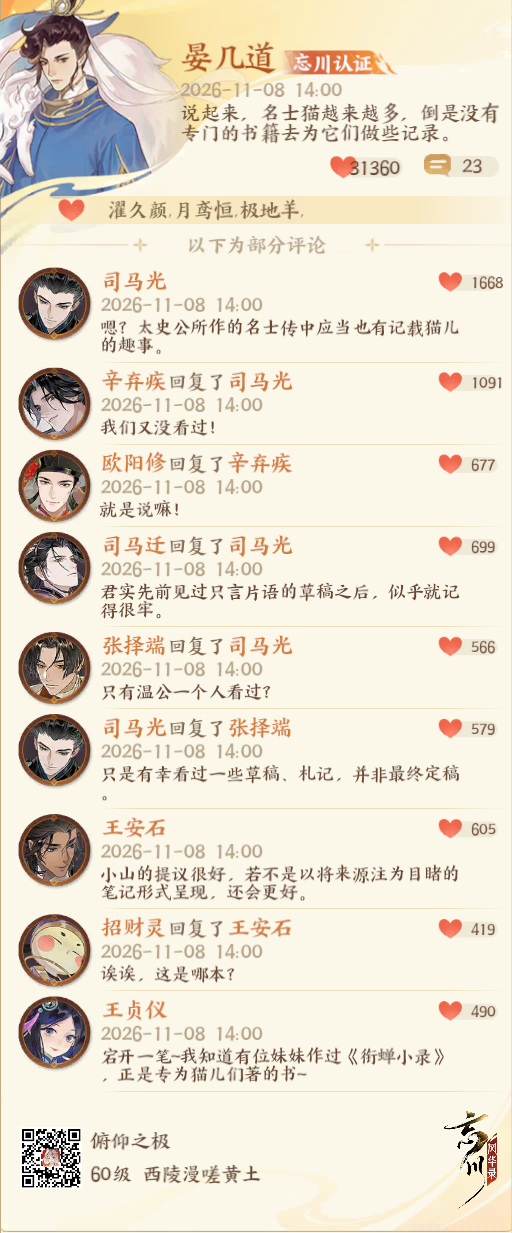 晏几道 忘川认证
2026-11-08 14:00
说起来，名士猫越来越多，倒是没有
专门的书籍去为它们做些记录。
31360 23
濯久颜,月鸾恒,极地羊,
以下为部分评论
司马光 1668
2026-11-08 14:00
嗯？太史公所作的名士传中应当也有记载猫儿
的趣事。
辛弃疾回复了司马光 1091
2026-11-08 14:00
我们又没看过！
欧阳修回复了辛弃疾 677
2026-11-08 14:00
就是说嘛！
司马迁回复了司马光 699
2026-11-08 14:00
君实先前见过只言片语的草稿之后，似乎就记
得很牢。
张择端回复了司马光 566
2026-11-08 14:00
只有温公一个人看过？
司马光回复了张择端 579
2026-11-08 14:00
只是有幸看过一些草稿、札记，并非最终定稿
。
王安石 605
2026-11-08 14:00
小山的提议很好，若不是以将来源注为目睹的
笔记形式呈现，还会更好。
招财灵回复了王安石 419
2026-11-08 14:00
诶诶，这是哪本？
王贞仪 490
2026-11-08 14:00
宕开一笔~我知道有位妹妹作过《衔蝉小录》
，正是专为猫儿们著的书~
俯仰之极
60级 西陵漫嗟黄土
忘川
风华录